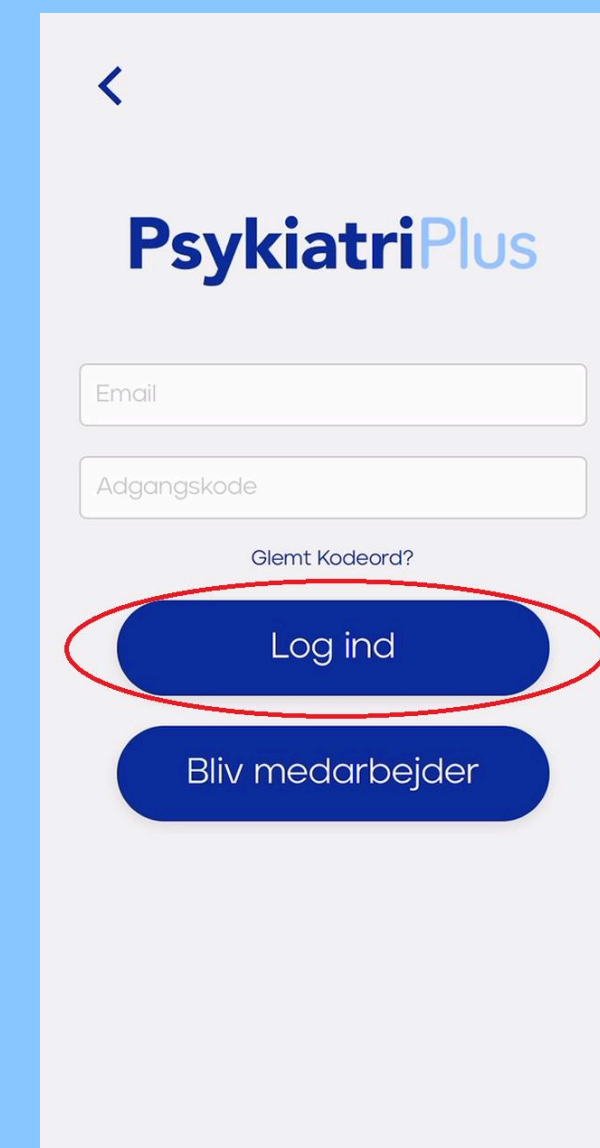 PsykiatriPlus
Email
Adgangskode
Glemt Kodeord?
Log ind
Bliv medarbejder